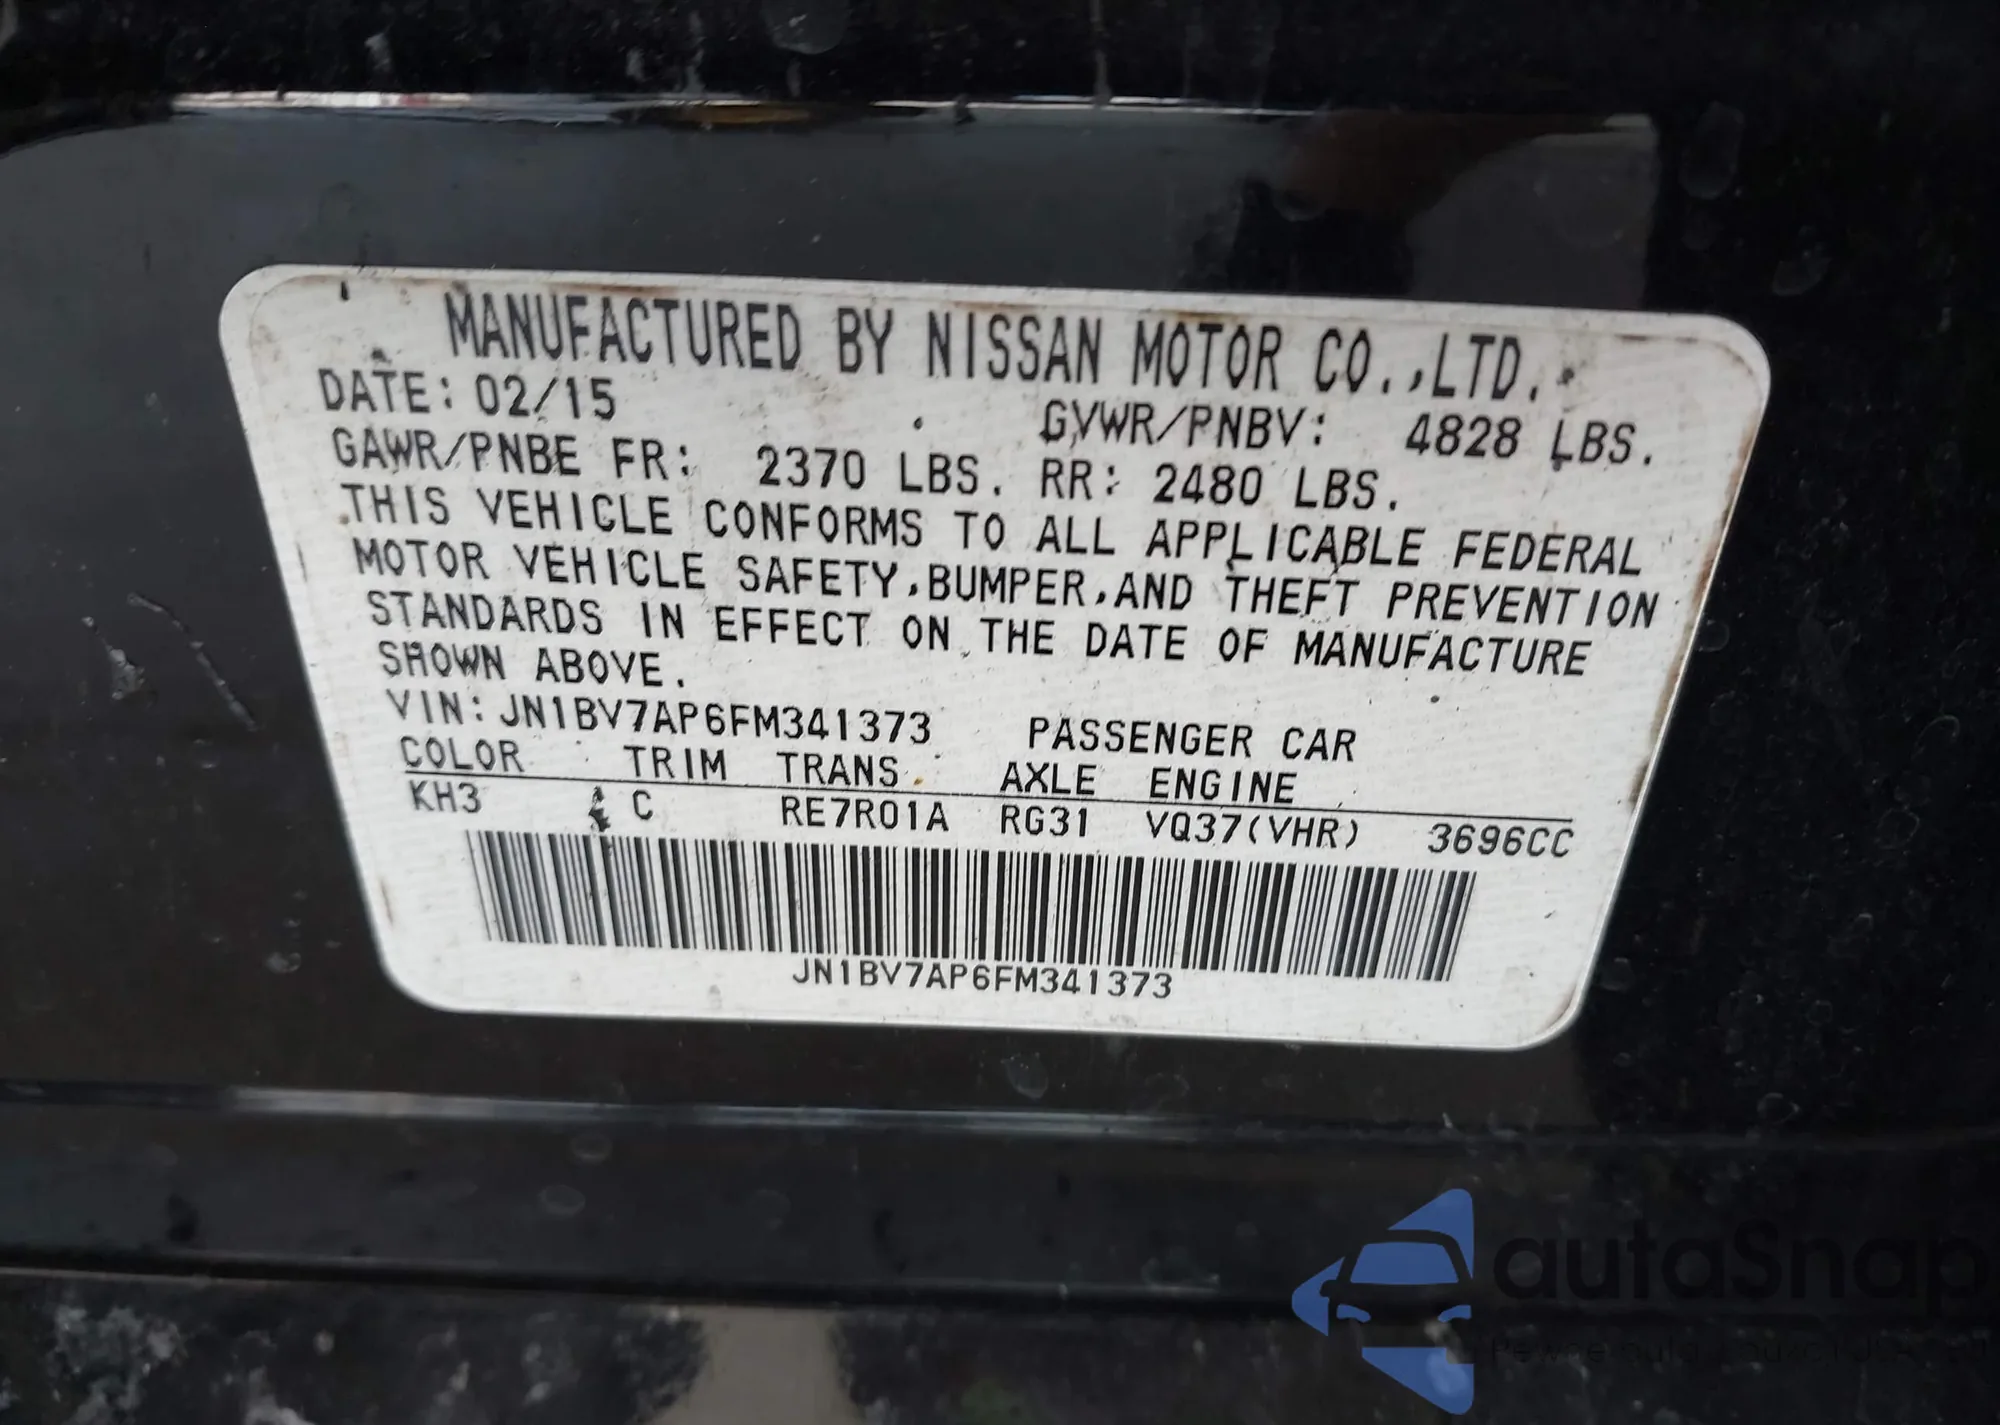 MANUFACTURED BY NISSAN MOTOR CO.,LTD.
DATE: 02/15 GVWR/PNBV: 4828 LBS.
GAWR/PNBE FR: 2370 LBS. RR: 2480 LBS.
THIS VEHICLE CONFORMS TO ALL APPLICABLE FEDERAL
MOTOR VEHICLE SAFETY,BUMPER,AND THEFT PREVENTION
STANDARDS IN EFFECT ON THE DATE OF MANUFACTURE
SHOWN ABOVE.
VIN: JN1BV7AP6FM341373 PASSENGER CAR
COLOR TRIM TRANS. AXLE ENGINE
KH3 C RE7R01A RG31 VQ37(VHR) 3696CC
JN1BV7AP6FM341373
autaSnap